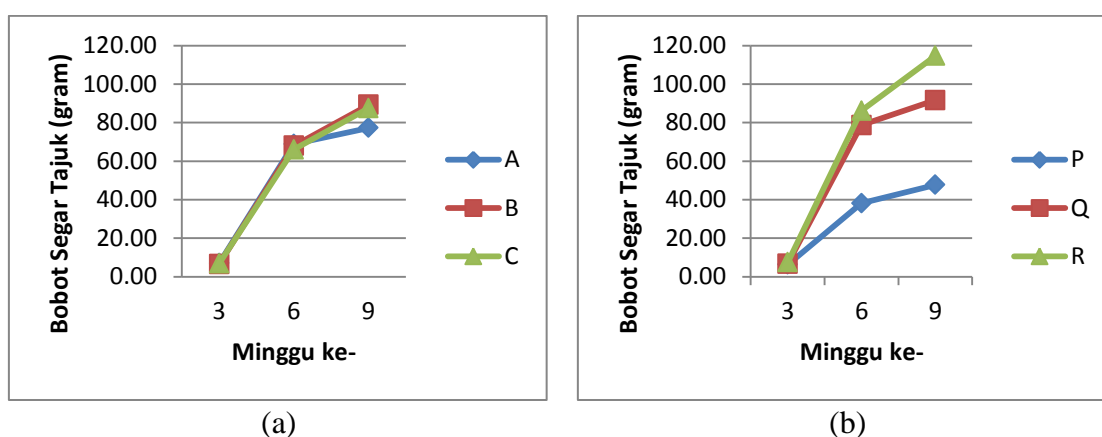 Bobot Segar Tajuk (gram)
120.00
100.00
80.00
60.00
40.00
20.00
0.00
3 6 9
Minggu ke-
A
B
C
(a)
Bobot Segar Tajuk (gram)
120.00
100.00
80.00
60.00
40.00
20.00
0.00
3 6 9
Minggu ke-
P
Q
R
(b)